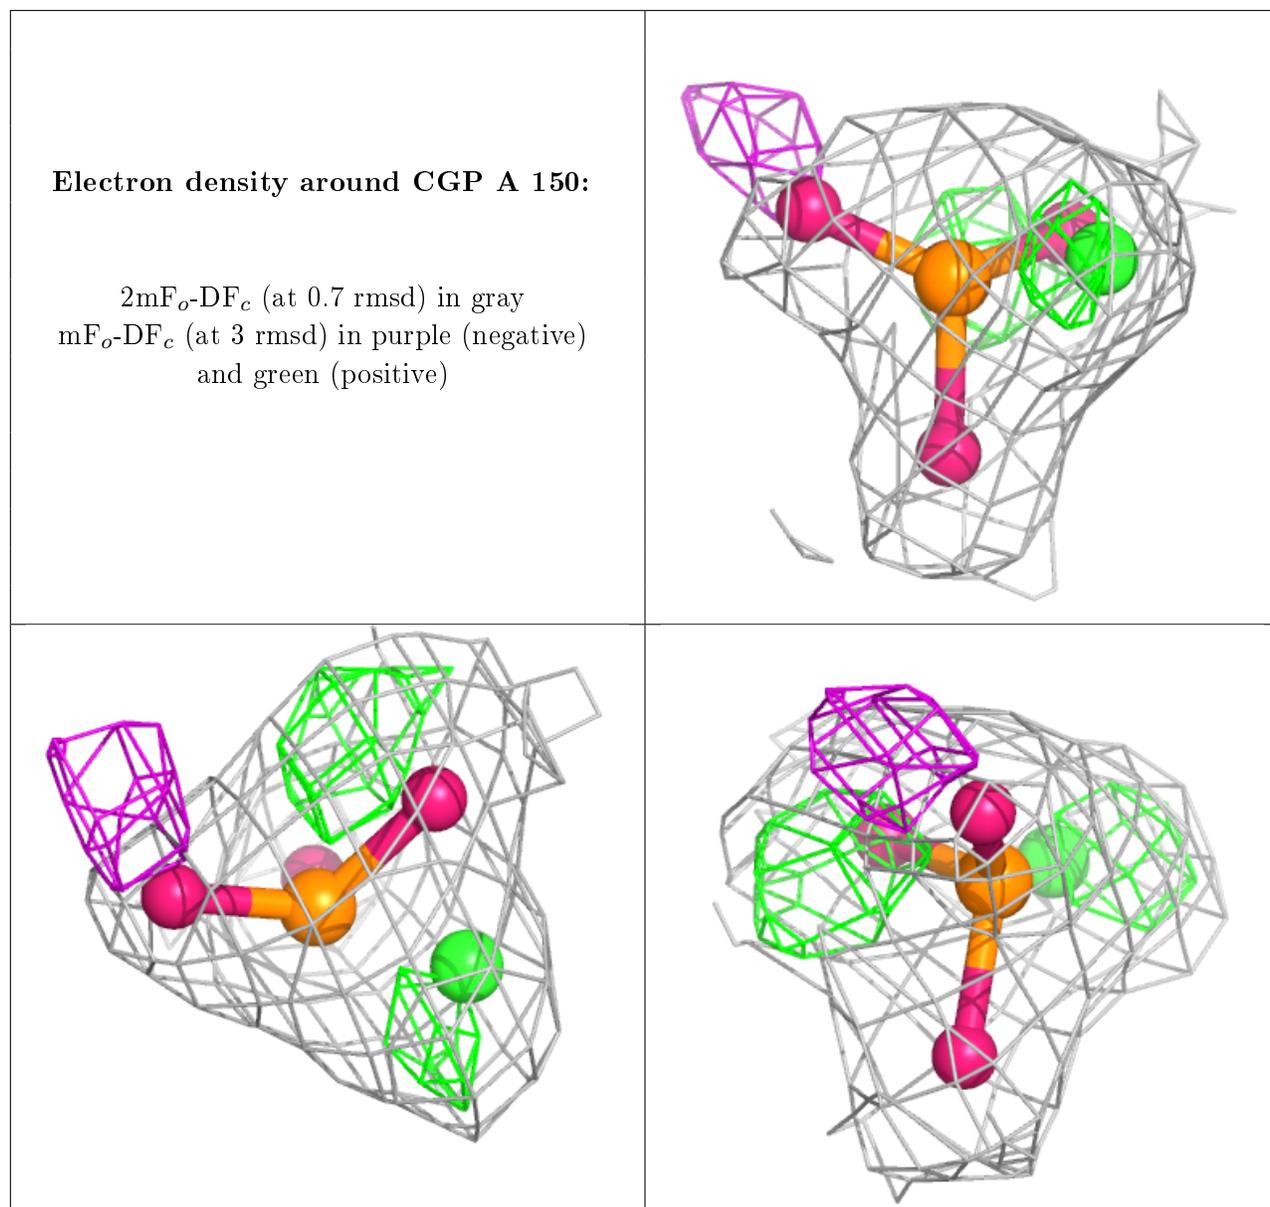 Electron density around CGP A 150:
2mFo-DFc (at 0.7 rmsd) in gray
mFo-DFc (at 3 rmsd) in purple (negative)
and green (positive)